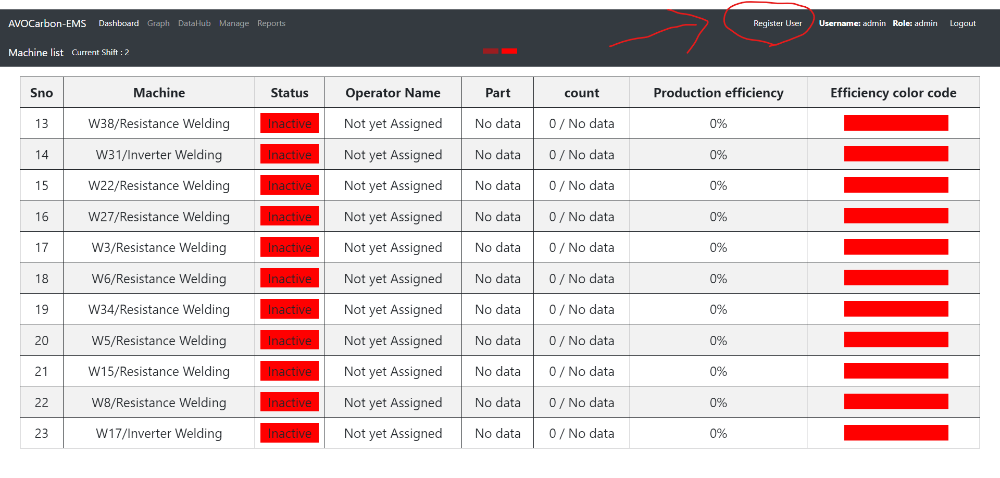 AVOCarbon-EMS Dashboard Graph DataHub Manage Reports Register User Username: admin Role: admin Logout
Machine list Current Shift : 2
Sno Machine Status Operator Name Part count Production efficiency Efficiency color code
13 W38/Resistance Welding Inactive Not yet Assigned No data 0 / No data 0%
14 W31/Inverter Welding Inactive Not yet Assigned No data 0 / No data 0%
15 W22/Resistance Welding Inactive Not yet Assigned No data 0 / No data 0%
16 W27/Resistance Welding Inactive Not yet Assigned No data 0 / No data 0%
17 W3/Resistance Welding Inactive Not yet Assigned No data 0 / No data 0%
18 W6/Resistance Welding Inactive Not yet Assigned No data 0 / No data 0%
19 W34/Resistance Welding Inactive Not yet Assigned No data 0 / No data 0%
20 W5/Resistance Welding Inactive Not yet Assigned No data 0 / No data 0%
21 W15/Resistance Welding Inactive Not yet Assigned No data 0 / No data 0%
22 W8/Resistance Welding Inactive Not yet Assigned No data 0 / No data 0%
23 W17/Inverter Welding Inactive Not yet Assigned No data 0 / No data 0%